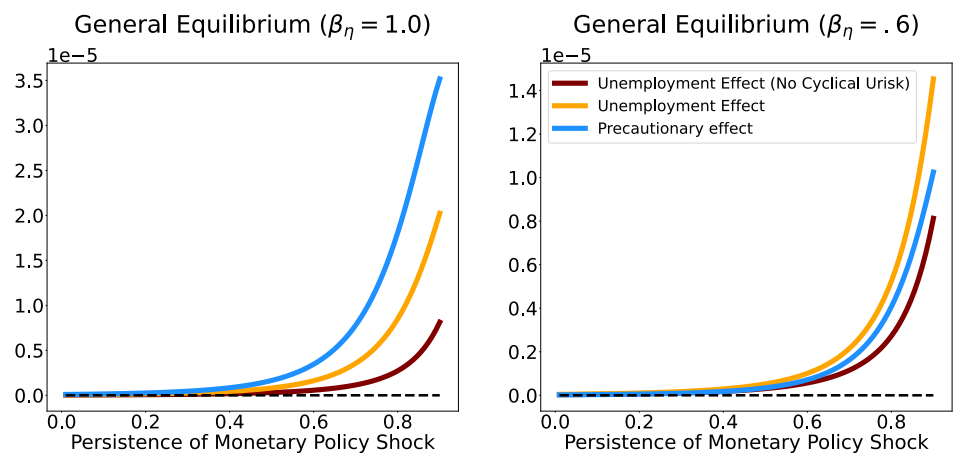 General Equilibrium (βη = 1.0)
1e−5
3.5
3.0
2.5
2.0
1.5
1.0
0.5
0.0
0.0 0.2 0.4 0.6 0.8
Persistence of Monetary Policy Shock
General Equilibrium (βη = .6)
1e−5
Unemployment Effect (No Cyclical Urisk)
Unemployment Effect
Precautionary effect
1.4
1.2
1.0
0.8
0.6
0.4
0.2
0.0
0.0 0.2 0.4 0.6 0.8
Persistence of Monetary Policy Shock